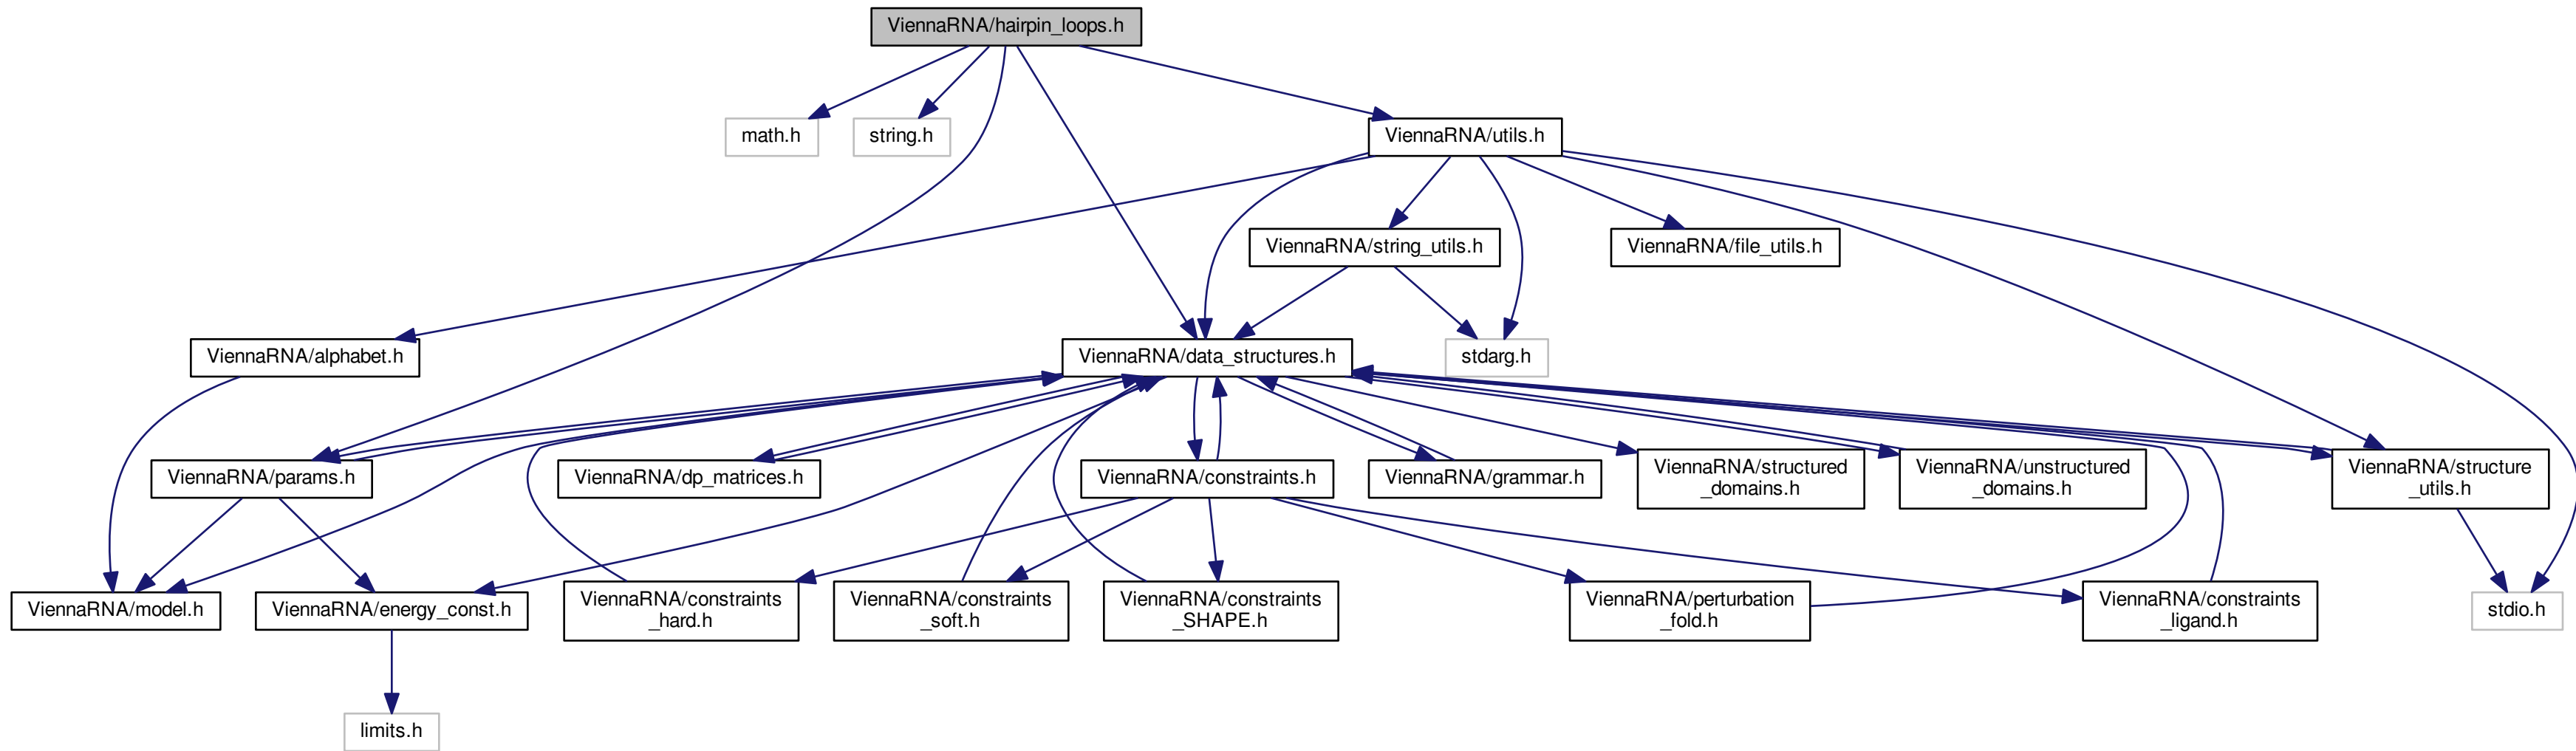 ViennaRNA/hairpin_loops.h
math.h
string.h
ViennaRNA/utils.h
ViennaRNA/string_utils.h
ViennaRNA/file_utils.h
ViennaRNA/alphabet.h
ViennaRNA/data_structures.h
stdarg.h
ViennaRNA/params.h
ViennaRNA/dp_matrices.h
ViennaRNA/constraints.h
ViennaRNA/grammar.h
ViennaRNA/structured
_domains.h
ViennaRNA/unstructured
_domains.h
ViennaRNA/structure
_utils.h
ViennaRNA/model.h
ViennaRNA/energy_const.h
ViennaRNA/constraints
_hard.h
ViennaRNA/constraints
_soft.h
ViennaRNA/constraints
_SHAPE.h
ViennaRNA/perturbation
_fold.h
ViennaRNA/constraints
_ligand.h
stdio.h
limits.h